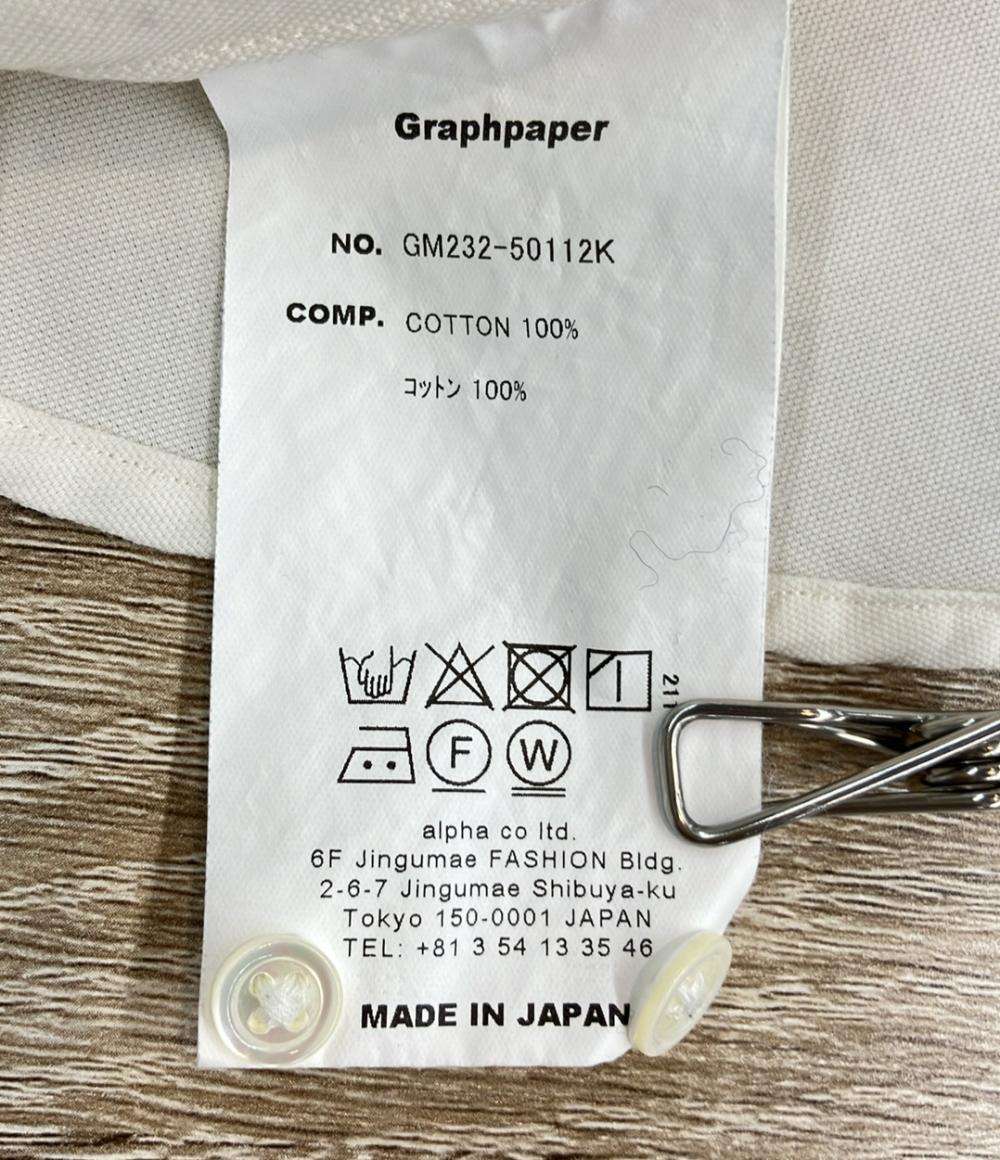 Graphpaper
NO. GM232-50112K
COMP. COTTON 100%
コットン 100%
F W
alpha co ltd.
6F Jingumae FASHION Bldg.
2-6-7 Jingumae Shibuya-ku
Tokyo 150-0001 JAPAN
TEL: +81 3 54 13 35 46
MADE IN JAPAN